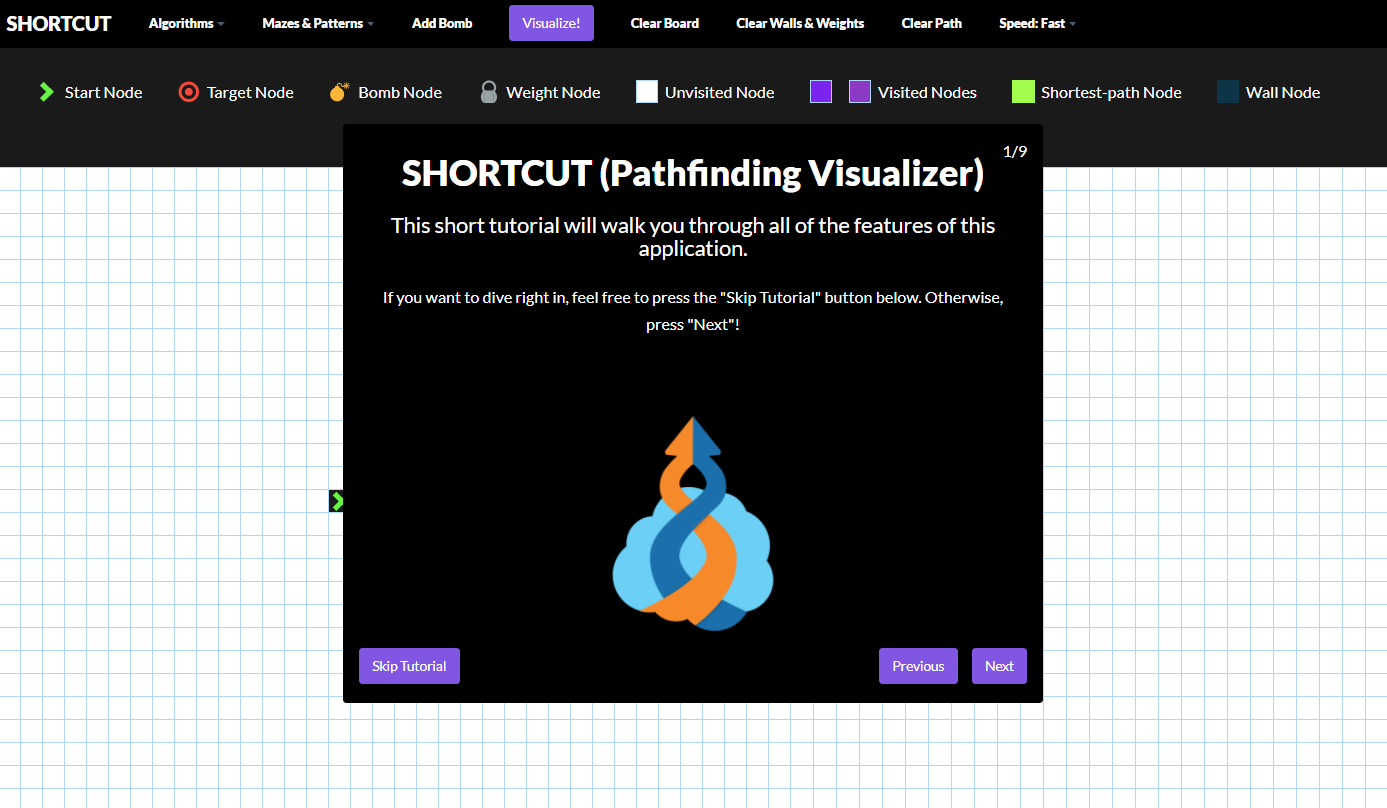 SHORTCUT Algorithms Mazes & Patterns Add Bomb Visualize! Clear Board Clear Walls & Weights Clear Path Speed: Fast
Start Node Target Node Bomb Node Weight Node Unvisited Node Visited Nodes Shortest-path Node Wall Node
1/9
SHORTCUT (Pathfinding Visualizer)
This short tutorial will walk you through all of the features of this
application.
If you want to dive right in, feel free to press the "Skip Tutorial" button below. Otherwise,
press "Next"!
Skip Tutorial Previous Next